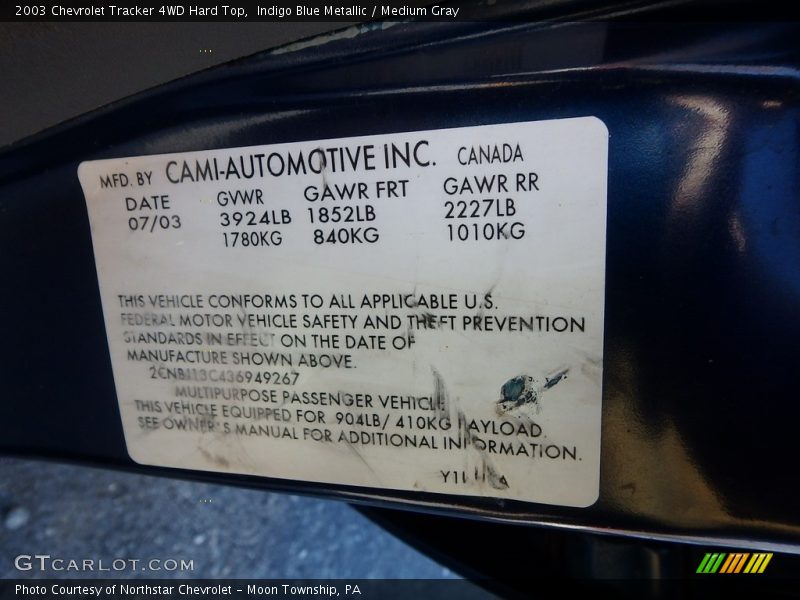 2003 Chevrolet Tracker 4WD Hard Top,  Indigo Blue Metallic / Medium Gray
MFD. BY CAMI-AUTOMOTIVE INC. CANADA
DATE GVWR GAWR FRT GAWR RR
07/03 3924LB 1852LB 2227LB
1780KG 840KG 1010KG
THIS VEHICLE CONFORMS TO ALL APPLICABLE U.S.
FEDERAL MOTOR VEHICLE SAFETY AND THEFT PREVENTION
STANDARDS IN EFFECT ON THE DATE OF
MANUFACTURE SHOWN ABOVE.
2CNBJ13C436949267
MULTIPURPOSE PASSENGER VEHICLE
THIS VEHICLE EQUIPPED FOR 904LB/ 410KG PAYLOAD.
SEE OWNER'S MANUAL FOR ADDITIONAL INFORMATION.
GTCARLOT.COM
Photo Courtesy of Northstar Chevrolet - Moon Township, PA